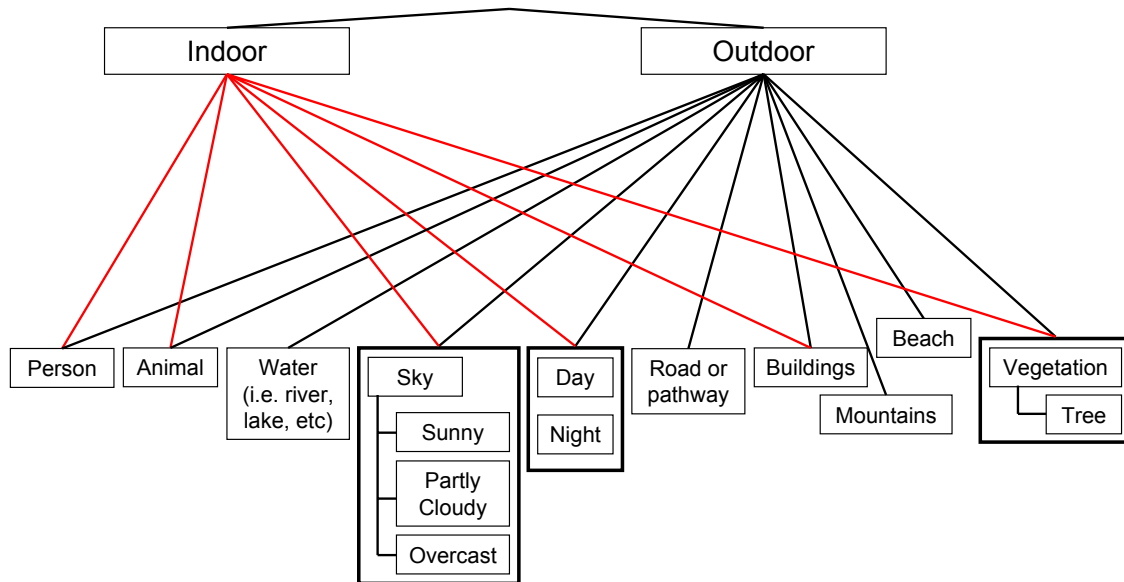 Indoor
Outdoor
Person
Animal
Water
(i.e. river,
lake, etc)
Sky
Sunny
Partly
Cloudy
Overcast
Day
Night
Road or
pathway
Buildings
Mountains
Beach
Vegetation
Tree